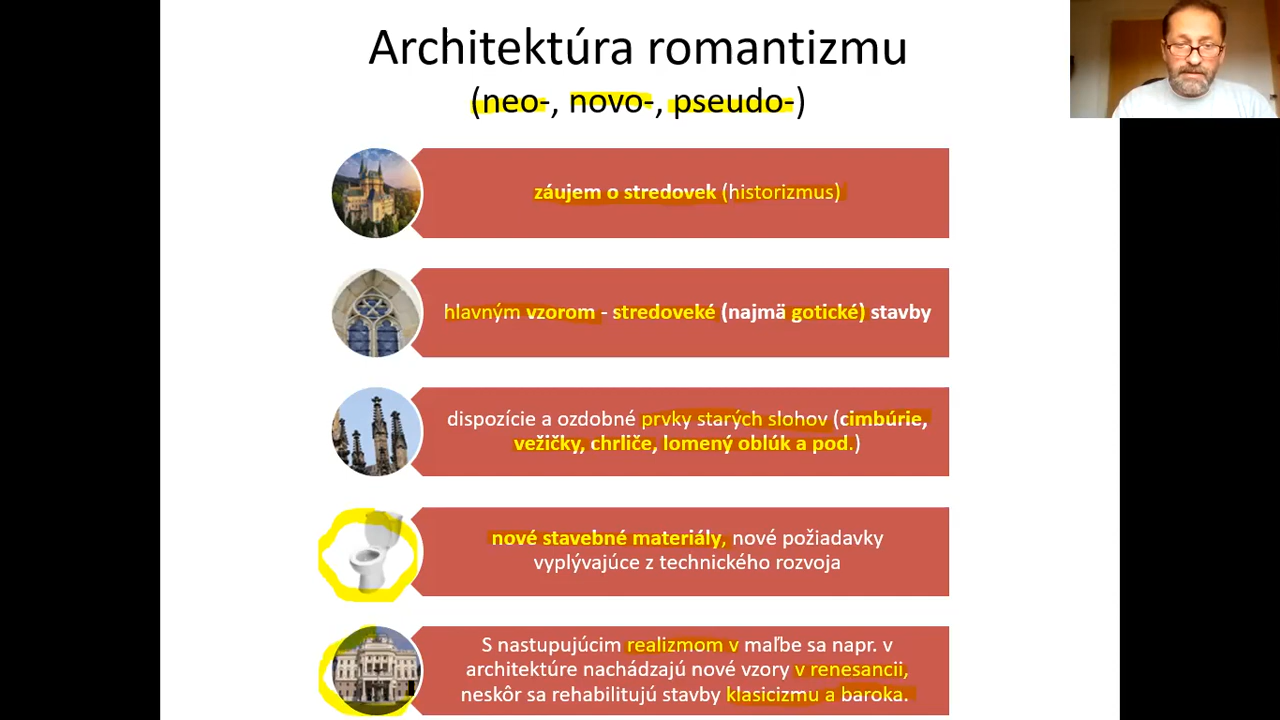 Architektúra romantizmu
(neo-, novo-, pseudo-)
záujem o stredovek (historizmus)
hlavným vzorom - stredoveké (najmä gotické) stavby
dispozície a ozdobné prvky starých slohov (cimbúrie,
vežičky, chrliče, lomený oblúk a pod.)
nové stavebné materiály, nové požiadavky
vyplývajúce z technického rozvoja
S nastupujúcim realizmom v maľbe sa napr. v
architektúre nachádzajú nové vzory v renesancii,
neskôr sa rehabilitujú stavby klasicizmu a baroka.